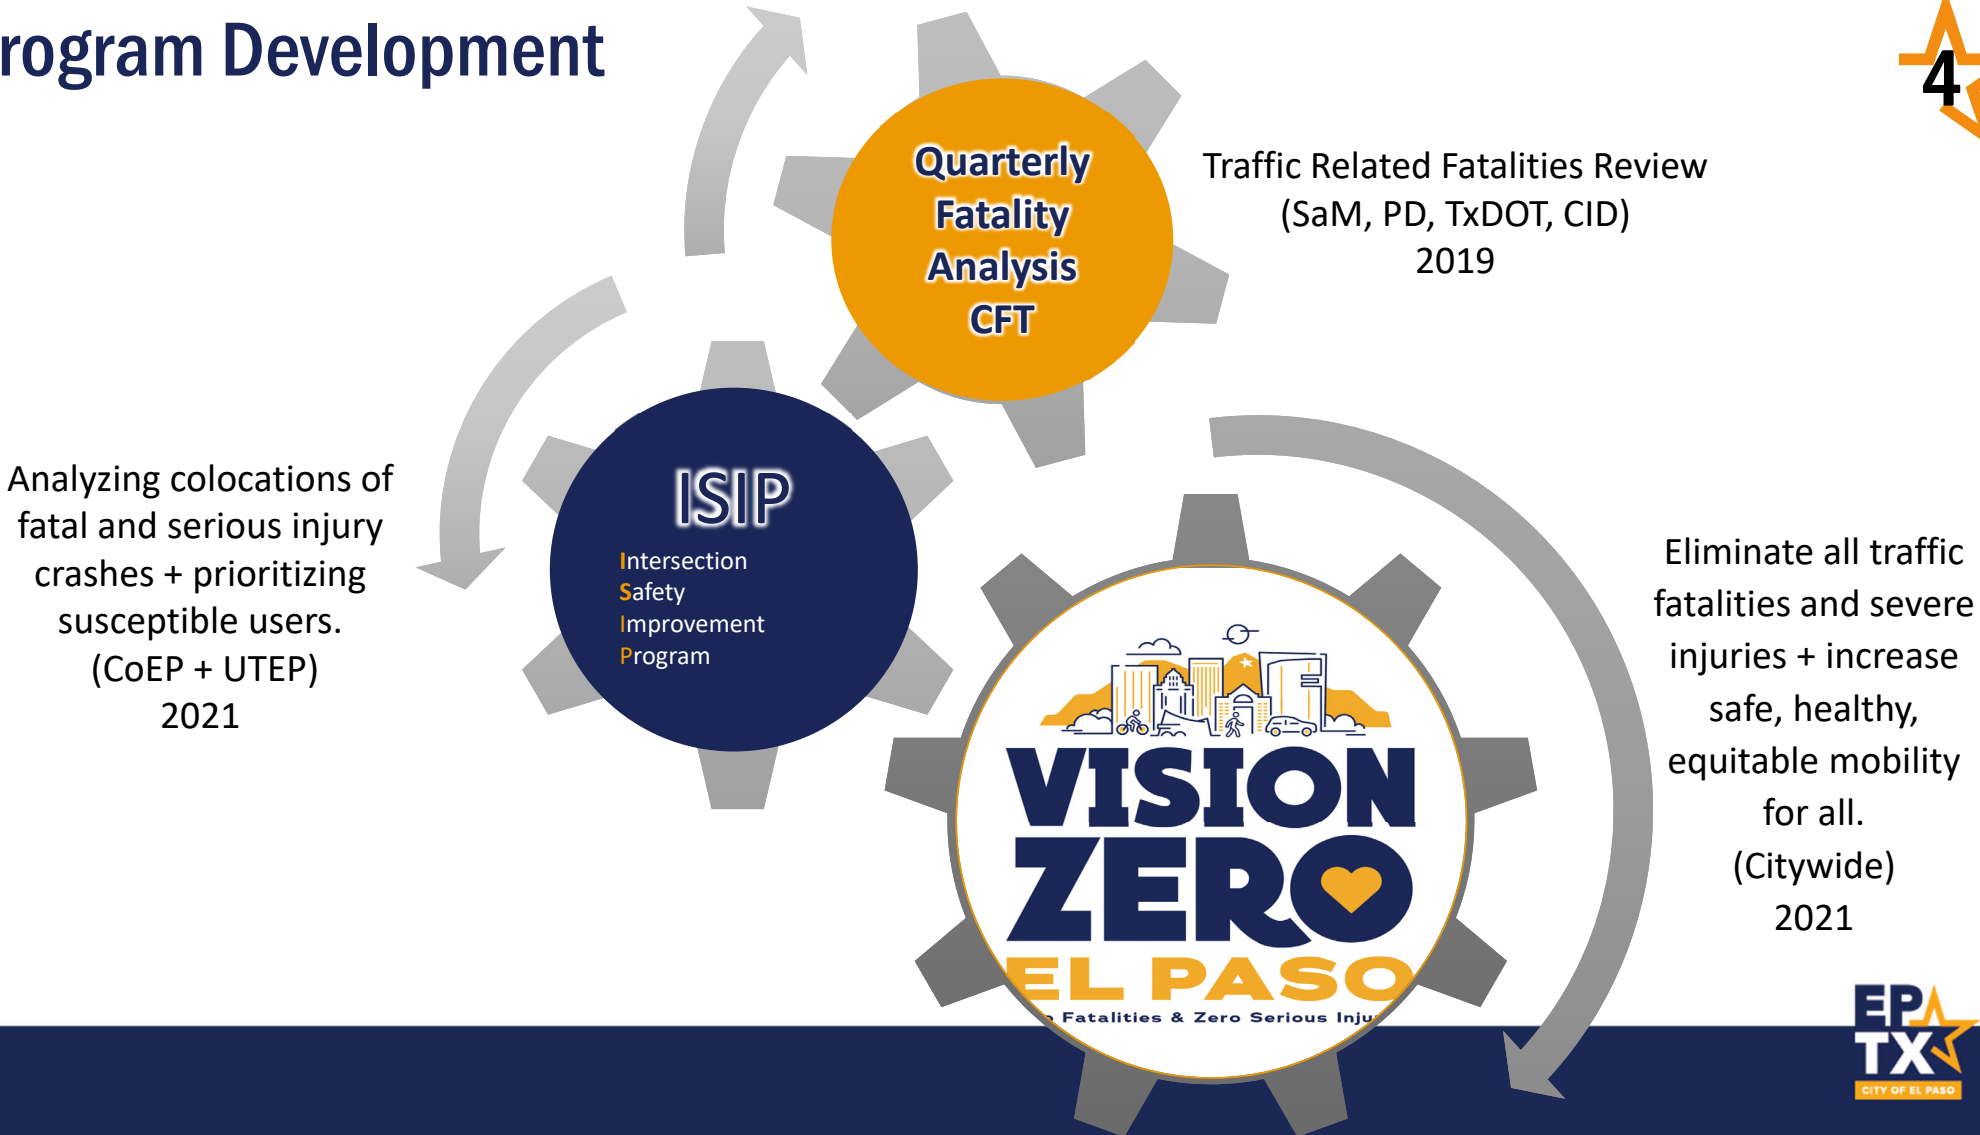 rogram Development
4
Quarterly
Fatality
Analysis
CFT
Traffic Related Fatalities Review
(SaM, PD, TxDOT, CID)
2019
ISIP
Intersection
Safety
Improvement
Program
Analyzing colocations of
fatal and serious injury
crashes + prioritizing
susceptible users.
(CoEP + UTEP)
2021
VISION
ZERO
EL PASO
Fatalities & Zero Serious Inju
Eliminate all traffic
fatalities and severe
injuries + increase
safe, healthy,
equitable mobility
for all.
(Citywide)
2021
EP
TX
CITY OF EL PASO